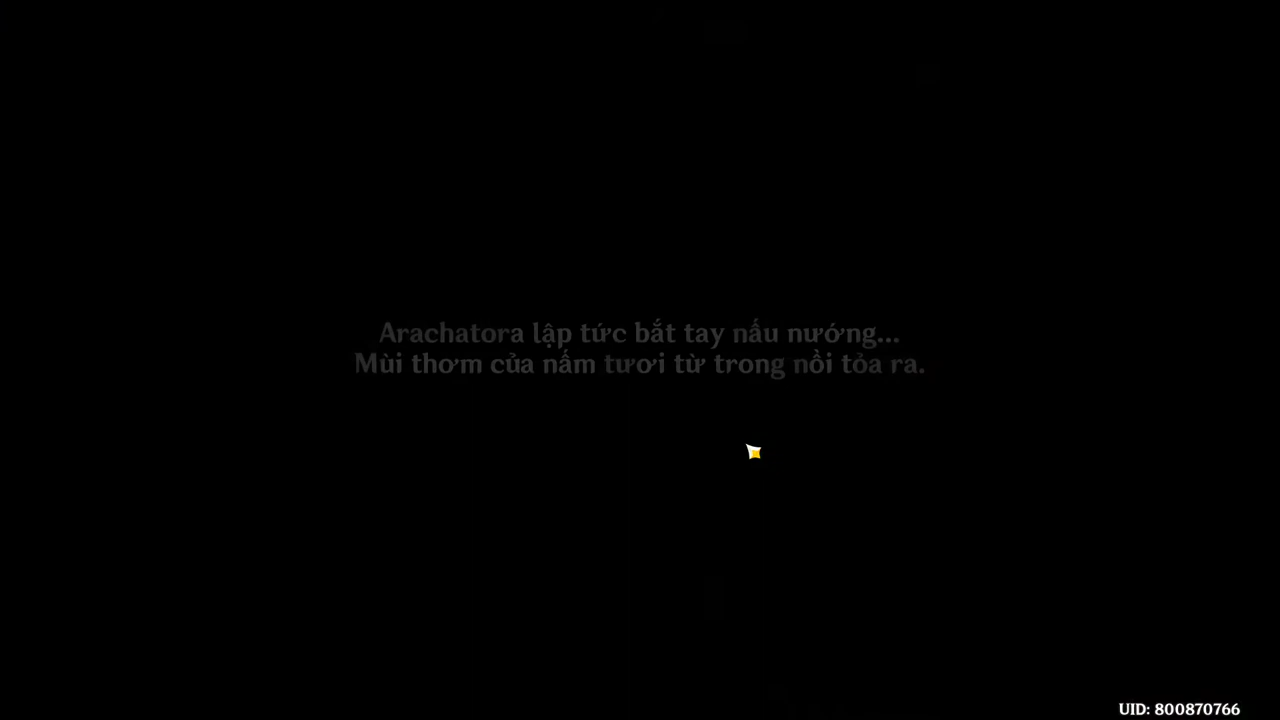 Arachatora lập tức bắt tay nấu nướng...
Mùi thơm của nấm tươi từ trong nồi tỏa ra.
UID: 800870766